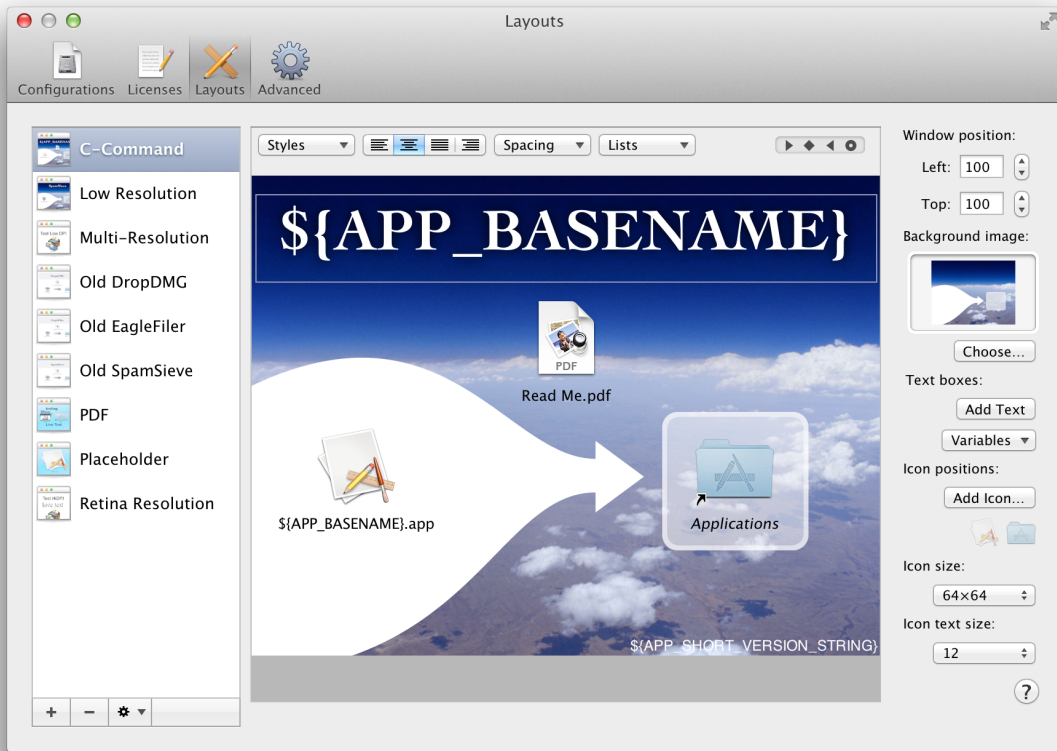 Layouts
Configurations
Licenses
Layouts
Advanced
C-Command
Low Resolution
Multi-Resolution
Old DropDMG
Old EagleFiler
Old SpamSieve
PDF
Placeholder
Retina Resolution
Styles
Spacing
Lists
${APP_BASENAME}
PDF
Read Me.pdf
${APP_BASENAME}.app
Applications
${APP_SHORT_VERSION_STRING}
Window position:
Left: 100
Top: 100
Background image:
Choose...
Text boxes:
Add Text
Variables
Icon positions:
Add Icon...
Icon size:
64×64
Icon text size:
12
?